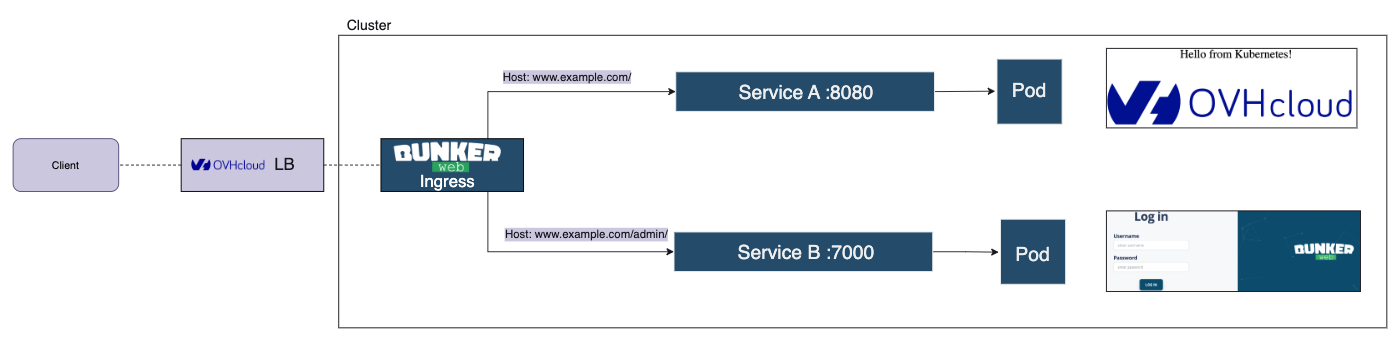 Cluster
Hello from Kubernetes!
Host: www.example.com/
Service A :8080
Pod
OVHcloud
Client
OVHcloud LB
BUNKER
web
Ingress
Host: www.example.com/admin/
Service B :7000
Pod
Log in
Username
enter username
Password
enter password
LOG IN
BUNKER
web